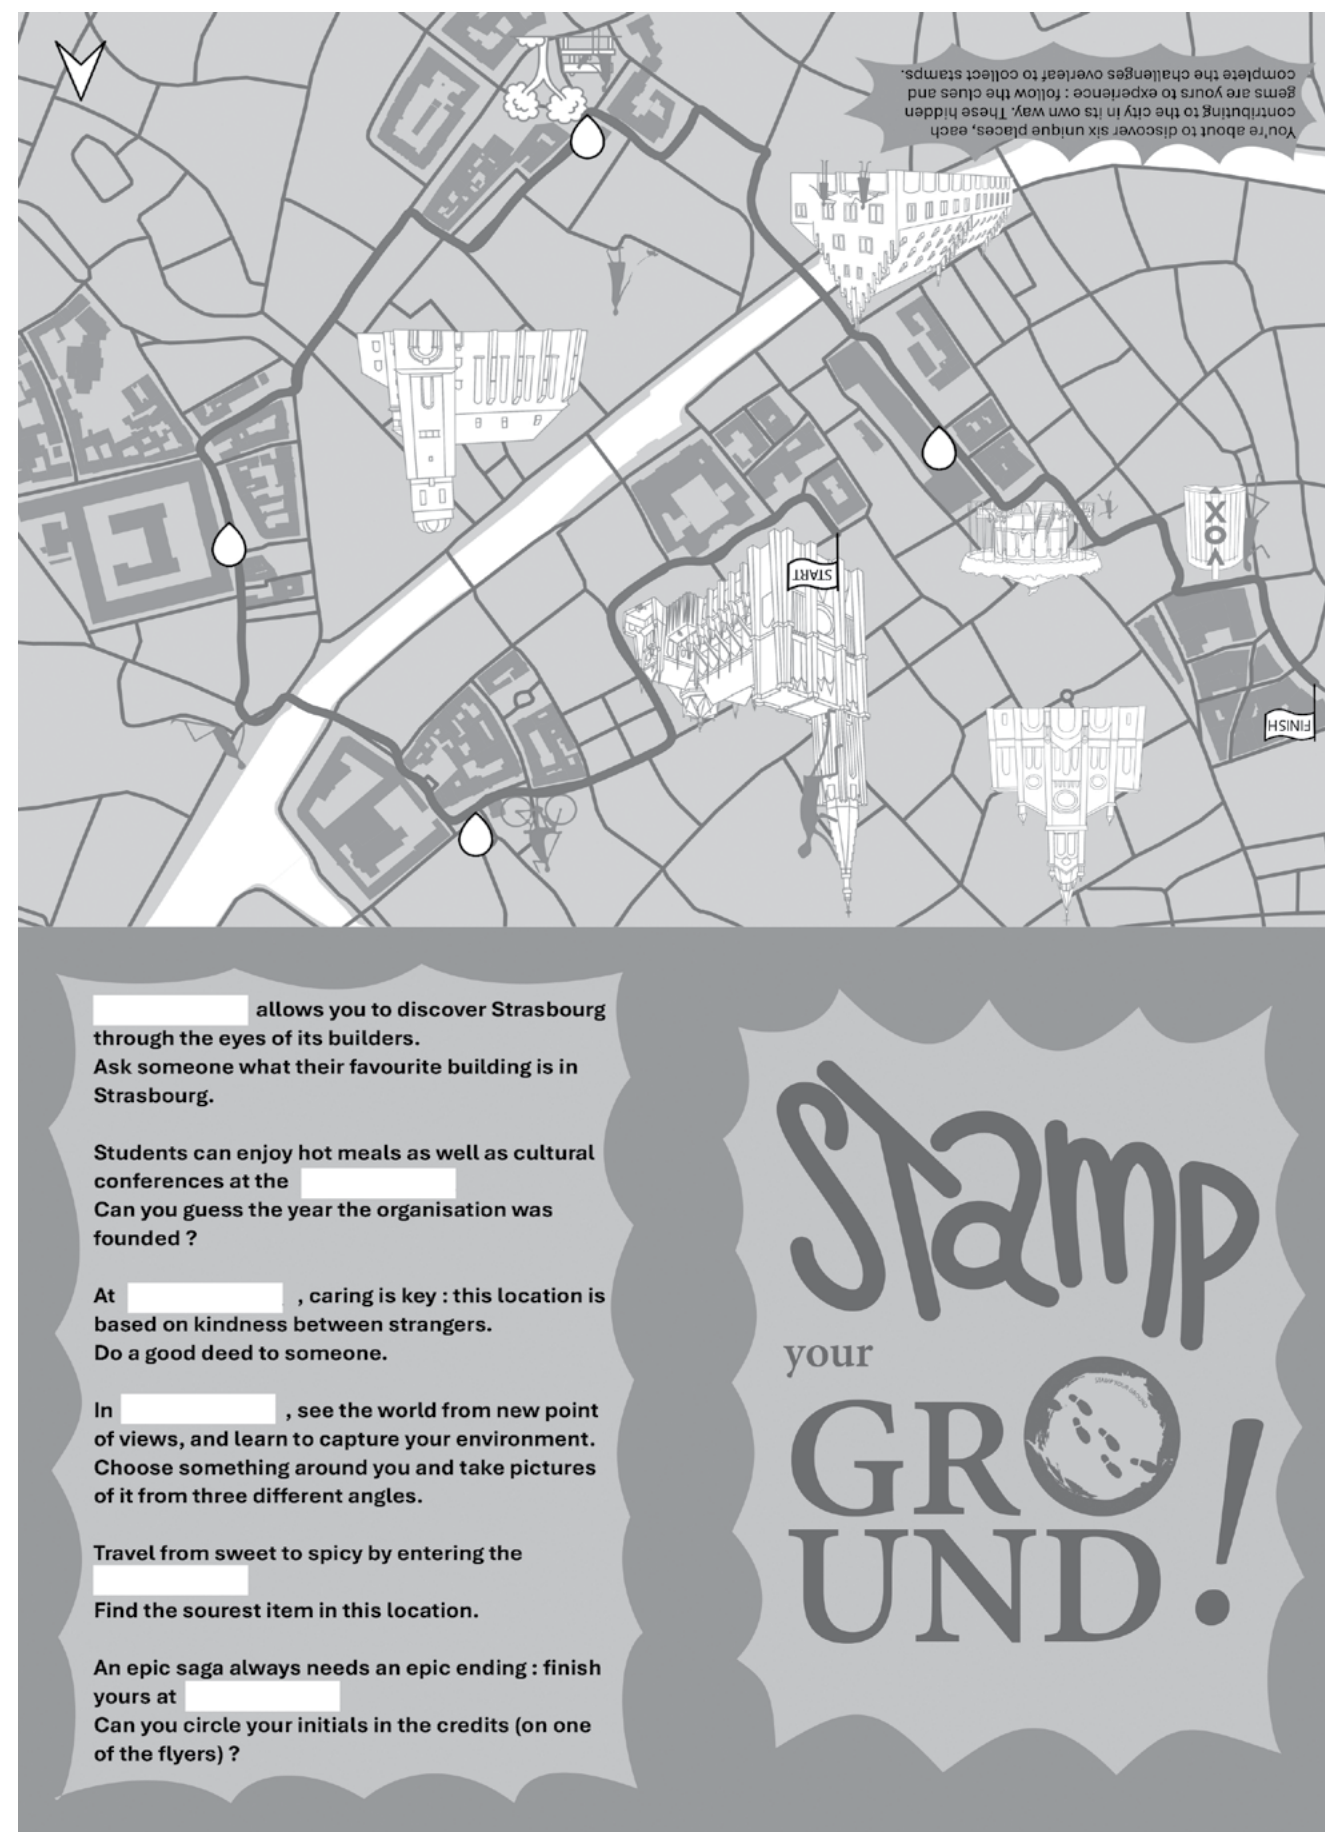 You're about to discover six unique places, each
contributing to the city in its own way. These hidden
gems are yours to experience : follow the clues and
complete the challenges overleaf to collect stamps.
START
XOV
FINISH
allows you to discover Strasbourg
through the eyes of its builders.
Ask someone what their favourite building is in
Strasbourg.
Students can enjoy hot meals as well as cultural
conferences at the
Can you guess the year the organisation was
founded ?
At , caring is key : this location is
based on kindness between strangers.
Do a good deed to someone.
In , see the world from new point
of views, and learn to capture your environment.
Choose something around you and take pictures
of it from three different angles.
Travel from sweet to spicy by entering the
Find the sourest item in this location.
An epic saga always needs an epic ending : finish
yours at
Can you circle your initials in the credits (on one
of the flyers) ?
Stamp
your
GROUND!
STAMP YOUR GROUND